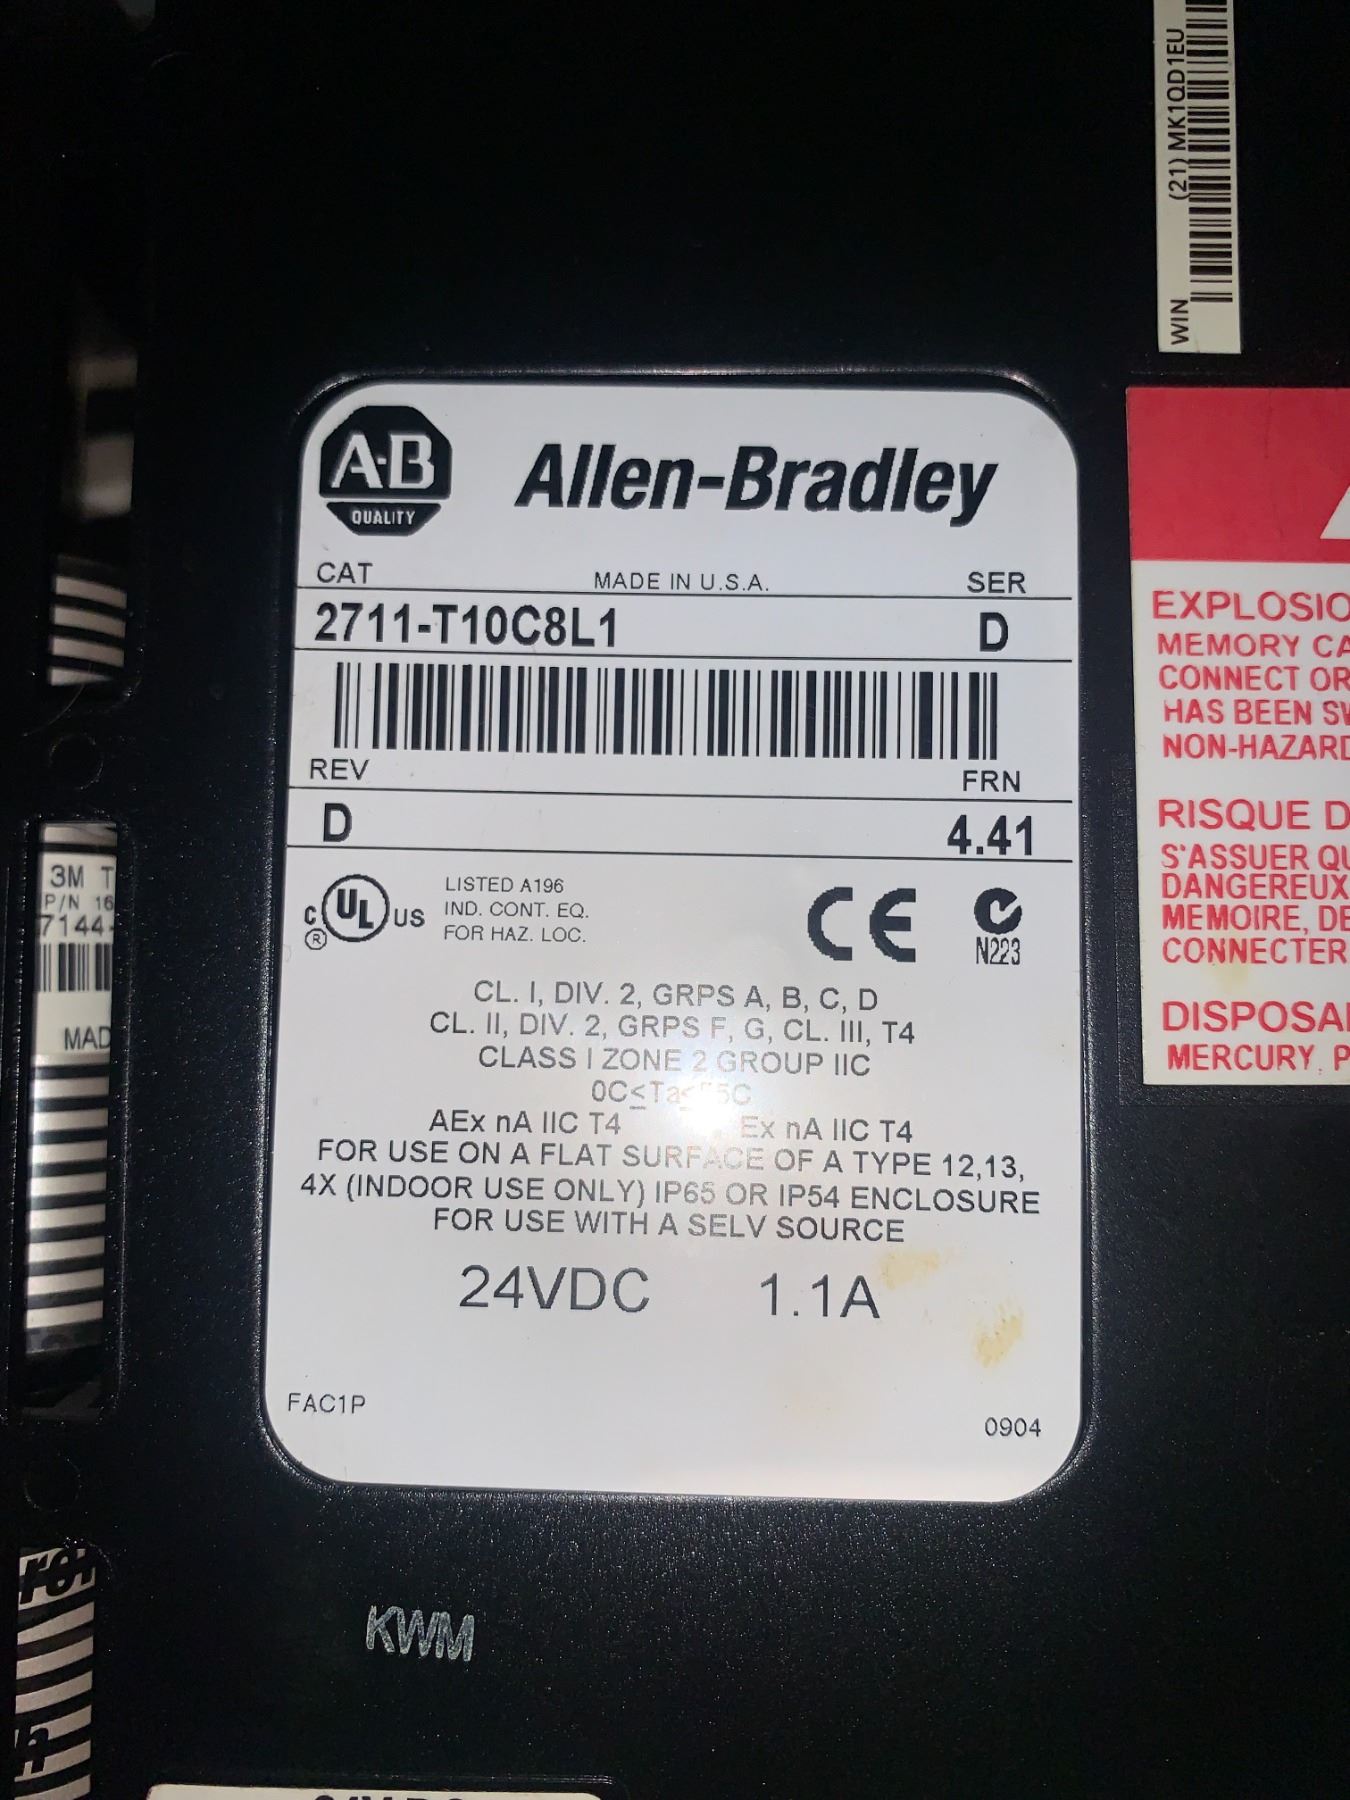 (21) MK1QD1EU
WIN
A-B
QUALITY
Allen-Bradley
CAT MADE IN U.S.A. SER
2711-T10C8L1 D
REV FRN
D 4.41
C UL US
®
LISTED A196
IND. CONT. EQ.
FOR HAZ. LOC.
CE
N223
CL. I, DIV. 2, GRPS A, B, C, D
CL. II, DIV. 2, GRPS F, G, CL. III, T4
CLASS I ZONE 2 GROUP IIC
0C≤Ta≤55C
AEx nA IIC T4 Ex nA IIC T4
FOR USE ON A FLAT SURFACE OF A TYPE 12,13,
4X (INDOOR USE ONLY) IP65 OR IP54 ENCLOSURE
FOR USE WITH A SELV SOURCE
24VDC 1.1A
FAC1P 0904
KWM
EXPLOSIO
MEMORY CA
CONNECT OR
HAS BEEN SW
NON-HAZARD
RISQUE D
S'ASSUER QU
DANGEREUX
MEMOIRE, DE
CONNECTER
DISPOSAL
MERCURY, P
3M T
P/N 16
7144-
MAD